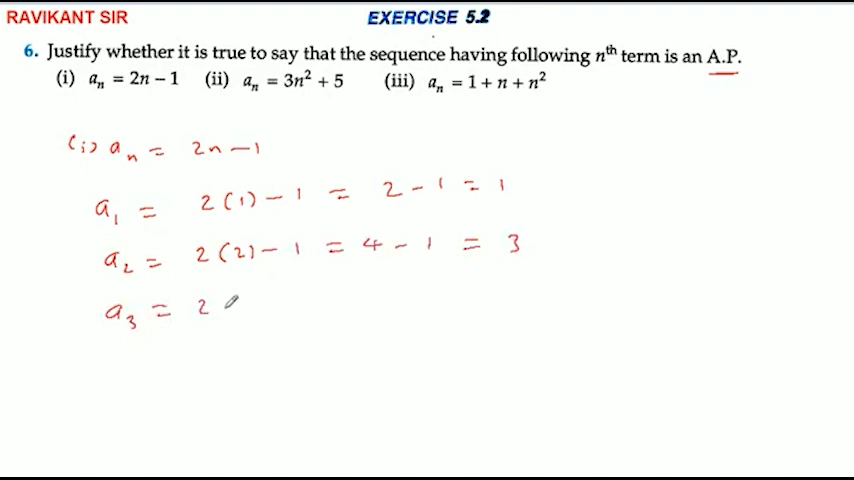 RAVIKANT SIR
EXERCISE 5.2
6. Justify whether it is true to say that the sequence having following nᵗʰ term is an A.P.
(i) aₙ = 2n – 1 (ii) aₙ = 3n² + 5 (iii) aₙ = 1 + n + n²
(i) aₙ = 2n – 1
a₁ = 2(1) – 1 = 2 – 1 = 1
a₂ = 2(2) – 1 = 4 – 1 = 3
a₃ = 2